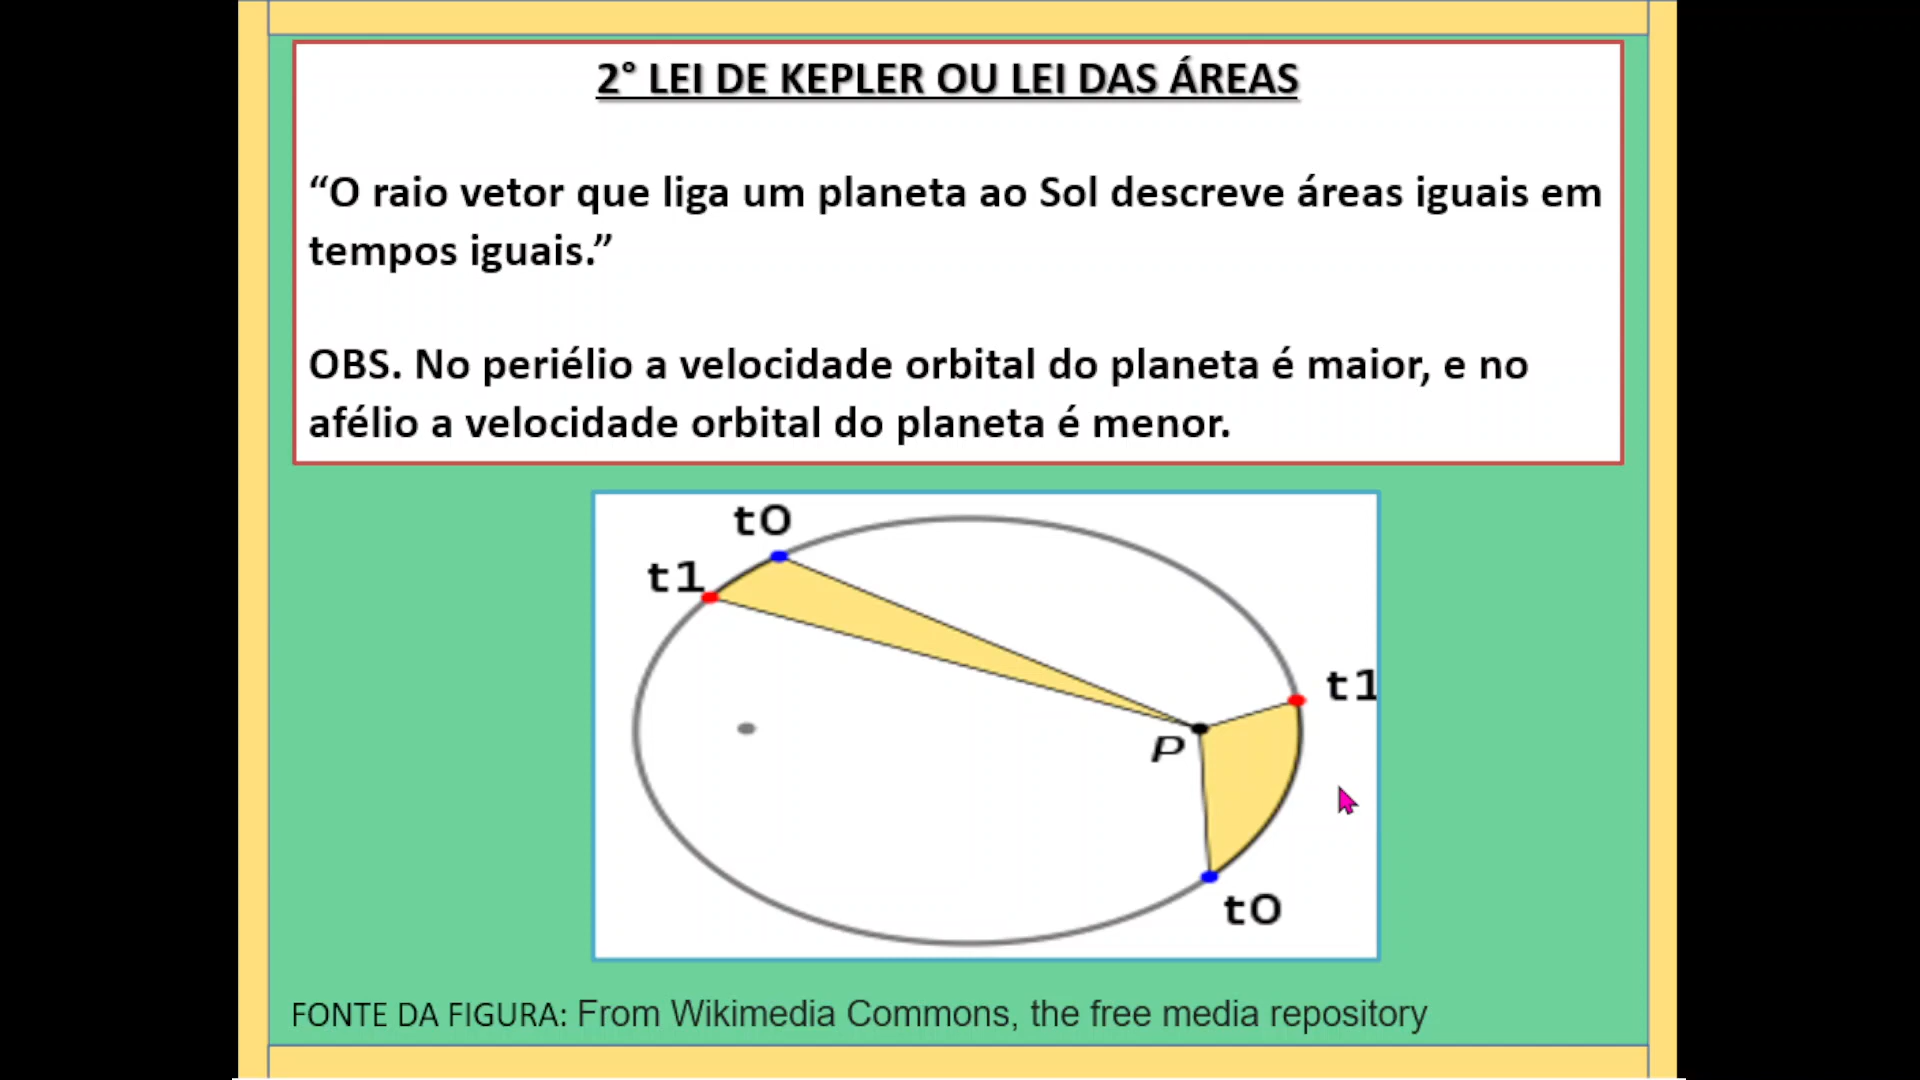 2° LEI DE KEPLER OU LEI DAS ÁREAS
“O raio vetor que liga um planeta ao Sol descreve áreas iguais em
tempos iguais.”
OBS. No periélio a velocidade orbital do planeta é maior, e no
afélio a velocidade orbital do planeta é menor.
t0
t1
t1
P
t0
FONTE DA FIGURA: From Wikimedia Commons, the free media repository